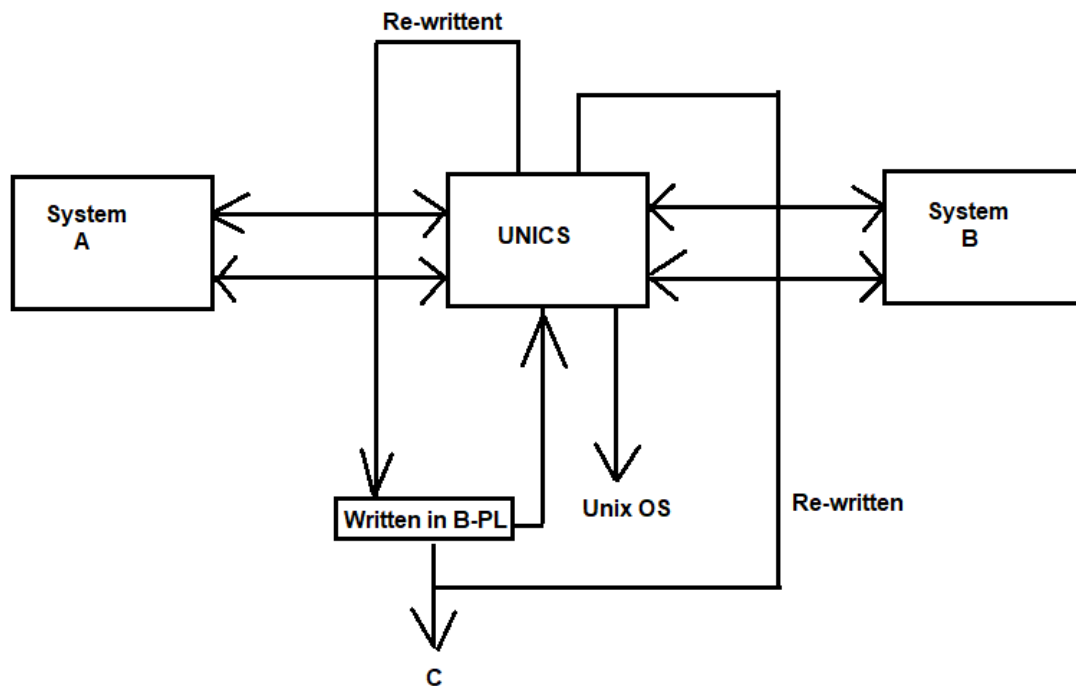 Re-writtent
System
A
UNICS
System
B
Written in B-PL
Unix OS
Re-written
C